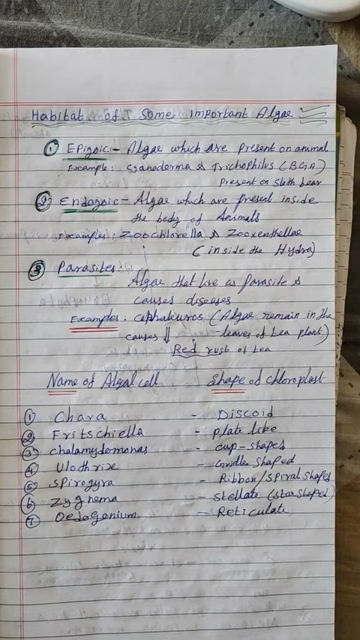 Habitat of Some important Algae
① Epigoic - Algae which are present on animal
Example: cyanoderma & Trichophilus (BGA)
Present on Sloth bear
② Endozoic - Algae which are present inside
the body of Animals
Examples: Zoochlorella & Zooxenthellae
(inside the Hydra)
③ Parasites:
Algae that live as Parasite &
causes diseases
Examples: cephaleuros (Algae remain in the
causes ⇓ leaves of tea plant)
Red rust of tea
Name of Algal cell Shape of chloroplast
① Chara - Discoid
② Fritschiella - plate like
③ chalamydomonas - cup-shapes
④ Ulothrix - Girdle shaped
⑤ Spirogyra - Ribbon/spiral shaped
⑥ Zygnema - stellate (star shaped)
⑦ Oedogonium - Reticulate